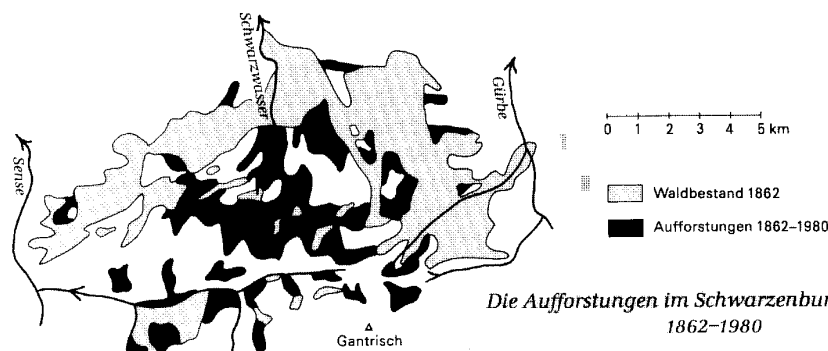 Schwarzwasser
Gürbe
Sense
0 1 2 3 4 5 km
Waldbestand 1862
Aufforstungen 1862–1980
Die Aufforstungen im
1862–1980
Gantrisch